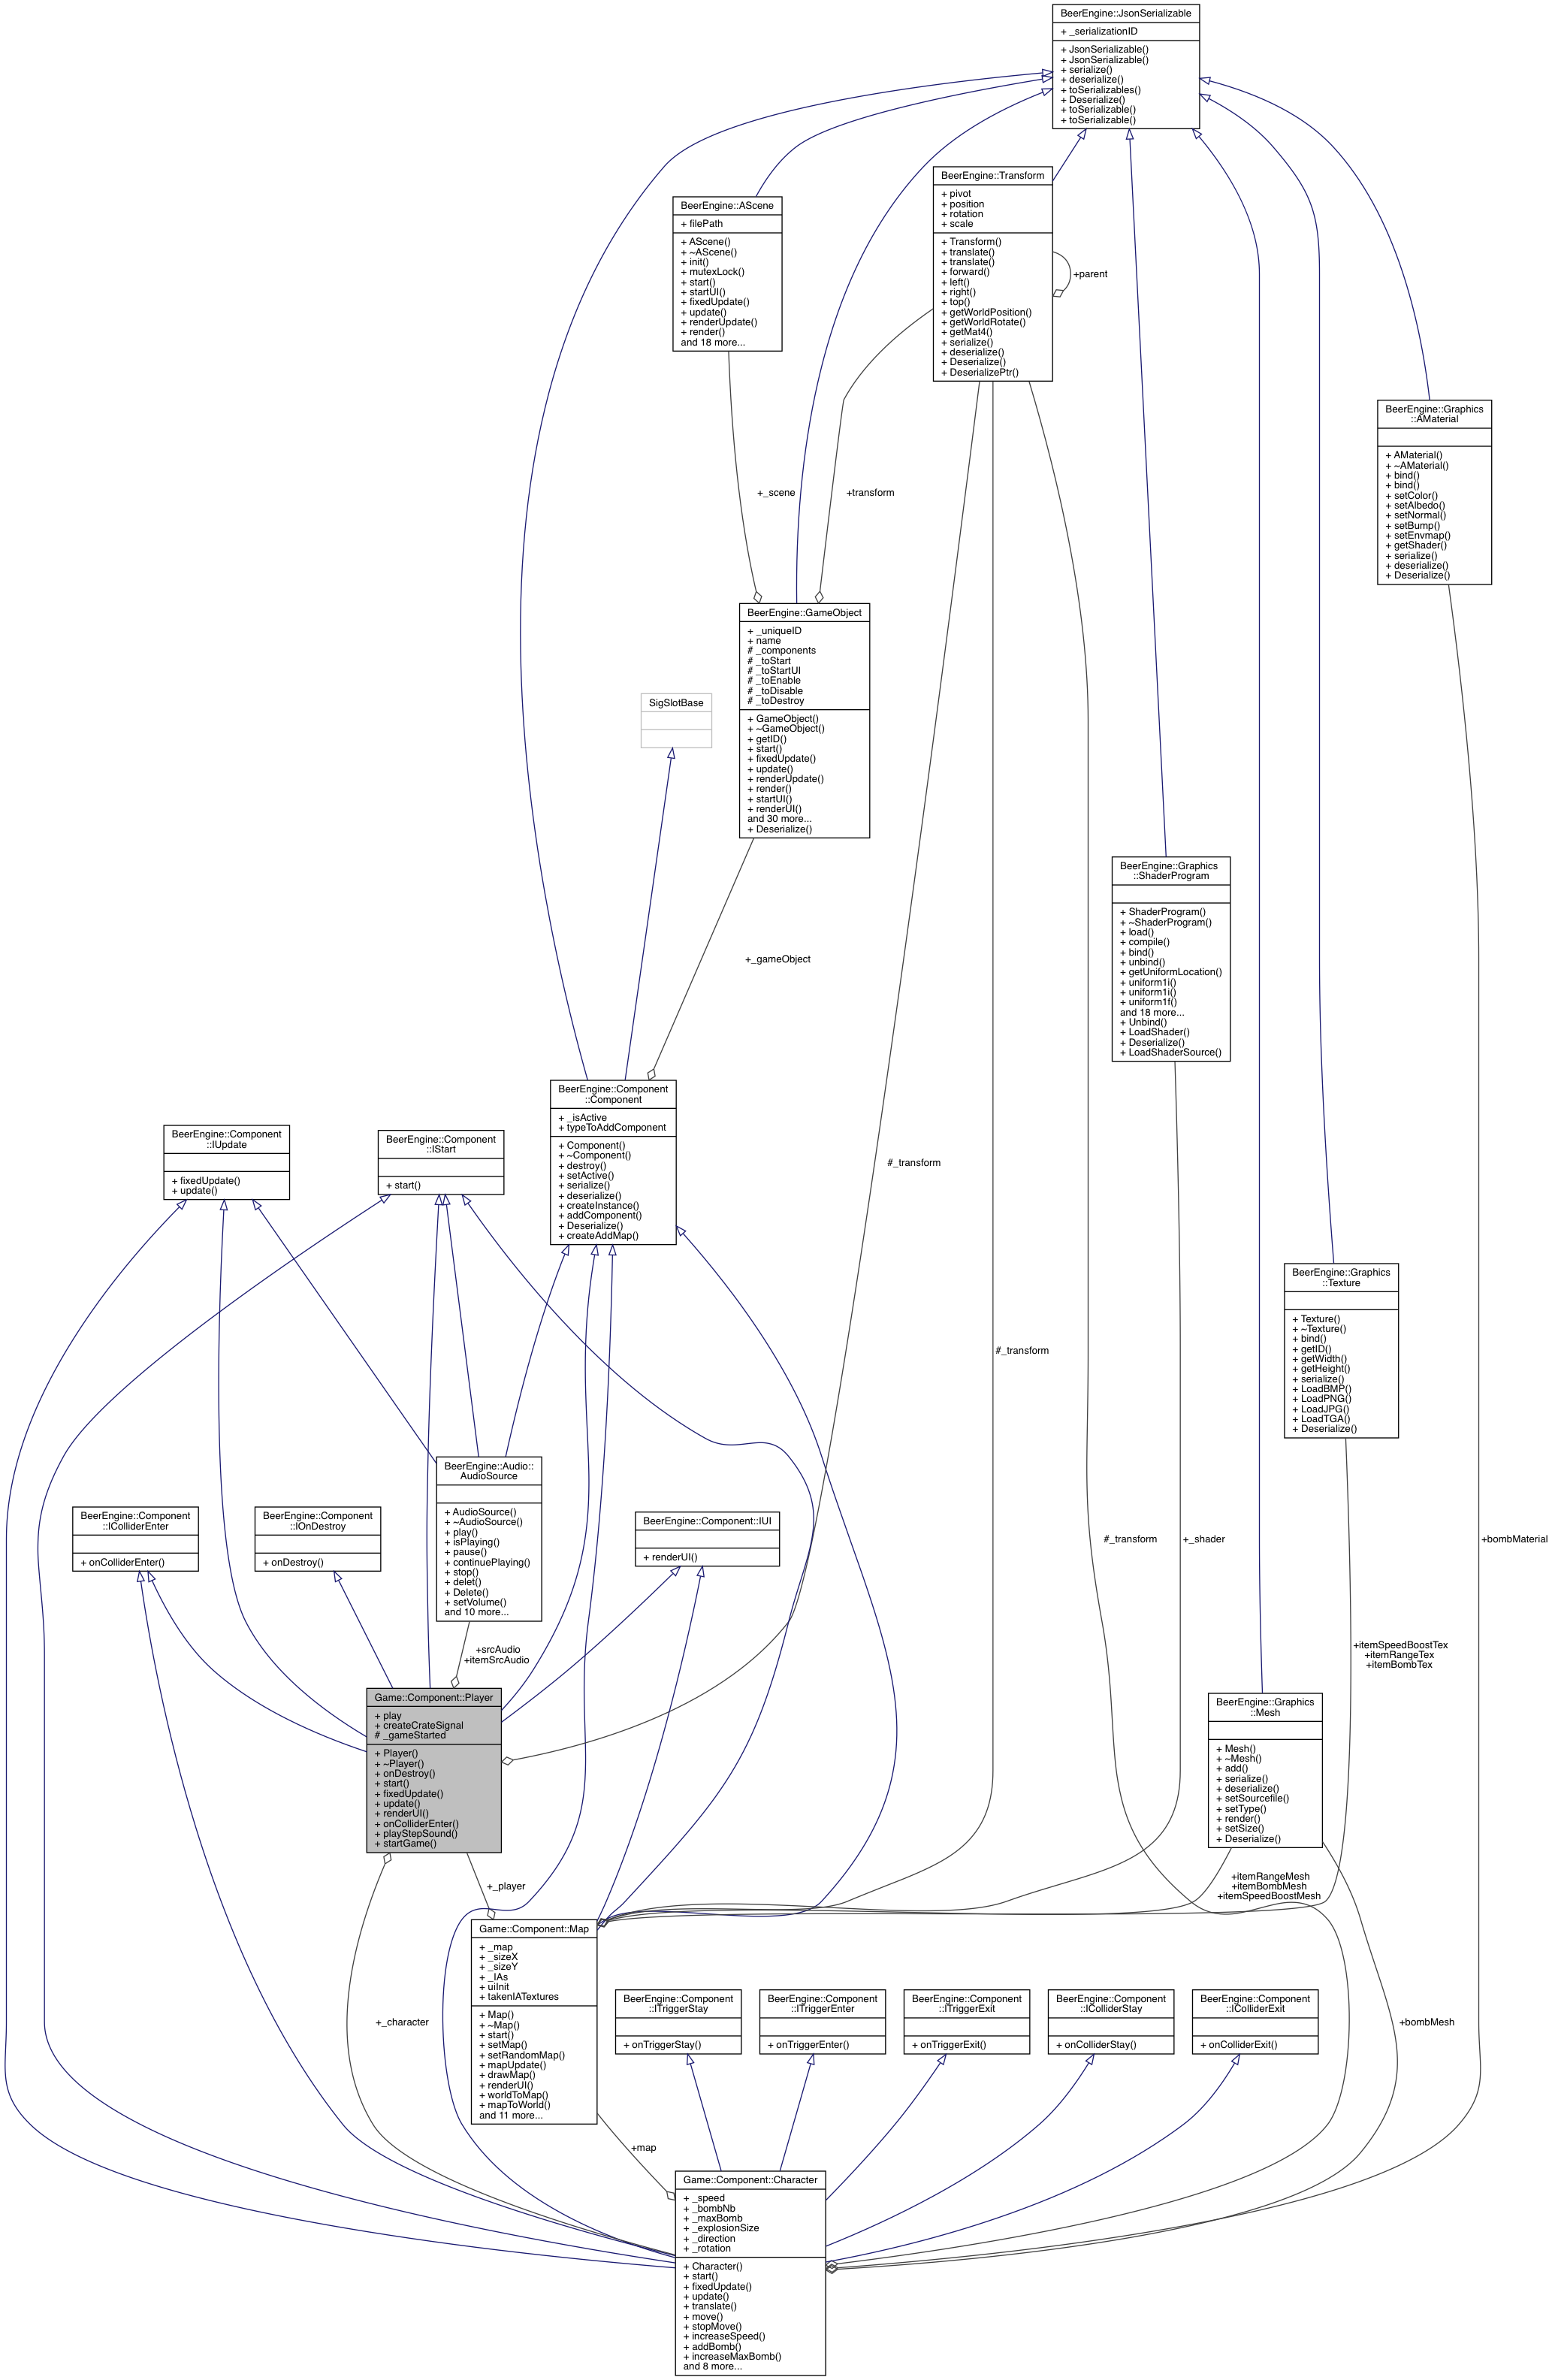 BeerEngine::JsonSerializable
+ _serializationID
+ JsonSerializable()
+ JsonSerializable()
+ serialize()
+ deserialize()
+ toSerializables()
+ Deserialize()
+ toSerializable()
+ toSerializable()
BeerEngine::Transform
+ pivot
+ position
+ rotation
+ scale
+ Transform()
+ translate()
+ translate()
+ forward()
+ left()
+ right()
+ top()
+ getWorldPosition()
+ getWorldRotate()
+ getMat4()
+ serialize()
+ deserialize()
+ Deserialize()
+ DeserializePtr()
+parent
BeerEngine::AScene
+ filePath
+ AScene()
+ ~AScene()
+ init()
+ mutexLock()
+ start()
+ startUI()
+ fixedUpdate()
+ update()
+ renderUpdate()
+ render()
and 18 more...
BeerEngine::Graphics
::AMaterial
+ AMaterial()
+ ~AMaterial()
+ bind()
+ bind()
+ setColor()
+ setAlbedo()
+ setNormal()
+ setBump()
+ setEnvmap()
+ getShader()
+ serialize()
+ deserialize()
+ Deserialize()
+_scene
+transform
BeerEngine::GameObject
+ _uniqueID
+ name
# _components
# _toStart
# _toStartUI
# _toEnable
# _toDisable
# _toDestroy
+ GameObject()
+ ~GameObject()
+ getID()
+ start()
+ fixedUpdate()
+ update()
+ renderUpdate()
+ render()
+ startUI()
+ renderUI()
and 30 more...
+ Deserialize()
SigSlotBase
BeerEngine::Graphics
::ShaderProgram
+ ShaderProgram()
+ ~ShaderProgram()
+ load()
+ compile()
+ bind()
+ unbind()
+ getUniformLocation()
+ uniform1i()
+ uniform1i()
+ uniform1f()
and 18 more...
+ Unbind()
+ LoadShader()
+ Deserialize()
+ LoadShaderSource()
+_gameObject
BeerEngine::Component
::Component
+ _isActive
+ typeToAddComponent
+ Component()
+ ~Component()
+ destroy()
+ setActive()
+ serialize()
+ deserialize()
+ createInstance()
+ addComponent()
+ Deserialize()
+ createAddMap()
BeerEngine::Component
::IUpdate
+ fixedUpdate()
+ update()
BeerEngine::Component
::IStart
+ start()
#_transform
#_transform
BeerEngine::Graphics
::Texture
+ Texture()
+ ~Texture()
+ bind()
+ getID()
+ getWidth()
+ getHeight()
+ serialize()
+ LoadBMP()
+ LoadPNG()
+ LoadJPG()
+ LoadTGA()
+ Deserialize()
BeerEngine::Audio::
AudioSource
+ AudioSource()
+ ~AudioSource()
+ play()
+ isPlaying()
+ pause()
+ continuePlaying()
+ stop()
+ delet()
+ Delete()
+ setVolume()
and 10 more...
BeerEngine::Component
::IColliderEnter
+ onColliderEnter()
BeerEngine::Component
::IOnDestroy
+ onDestroy()
BeerEngine::Component::IUI
+ renderUI()
#_transform
+_shader
+bombMaterial
+srcAudio
+itemSrcAudio
+itemSpeedBoostTex
+itemRangeTex
+itemBombTex
Game::Component::Player
+ play
+ createCrateSignal
# _gameStarted
+ Player()
+ ~Player()
+ onDestroy()
+ start()
+ fixedUpdate()
+ update()
+ renderUI()
+ onColliderEnter()
+ playStepSound()
+ startGame()
BeerEngine::Graphics
::Mesh
+ Mesh()
+ ~Mesh()
+ add()
+ serialize()
+ deserialize()
+ setSourcefile()
+ setType()
+ render()
+ setSize()
+ Deserialize()
+_player
+itemRangeMesh
+itemBombMesh
+itemSpeedBoostMesh
Game::Component::Map
+ _map
+ _sizeX
+ _sizeY
+ _IAs
+ uiInit
+ takenIATextures
+ Map()
+ ~Map()
+ start()
+ setMap()
+ setRandomMap()
+ mapUpdate()
+ drawMap()
+ renderUI()
+ worldToMap()
+ mapToWorld()
and 11 more...
BeerEngine::Component
::ITriggerStay
+ onTriggerStay()
BeerEngine::Component
::ITriggerEnter
+ onTriggerEnter()
BeerEngine::Component
::ITriggerExit
+ onTriggerExit()
BeerEngine::Component
::IColliderStay
+ onColliderStay()
BeerEngine::Component
::IColliderExit
+ onColliderExit()
+_character
+bombMesh
+map
Game::Component::Character
+ _speed
+ _bombNb
+ _maxBomb
+ _explosionSize
+ _direction
+ _rotation
+ Character()
+ start()
+ fixedUpdate()
+ update()
+ translate()
+ move()
+ stopMove()
+ increaseSpeed()
+ addBomb()
+ increaseMaxBomb()
and 8 more...